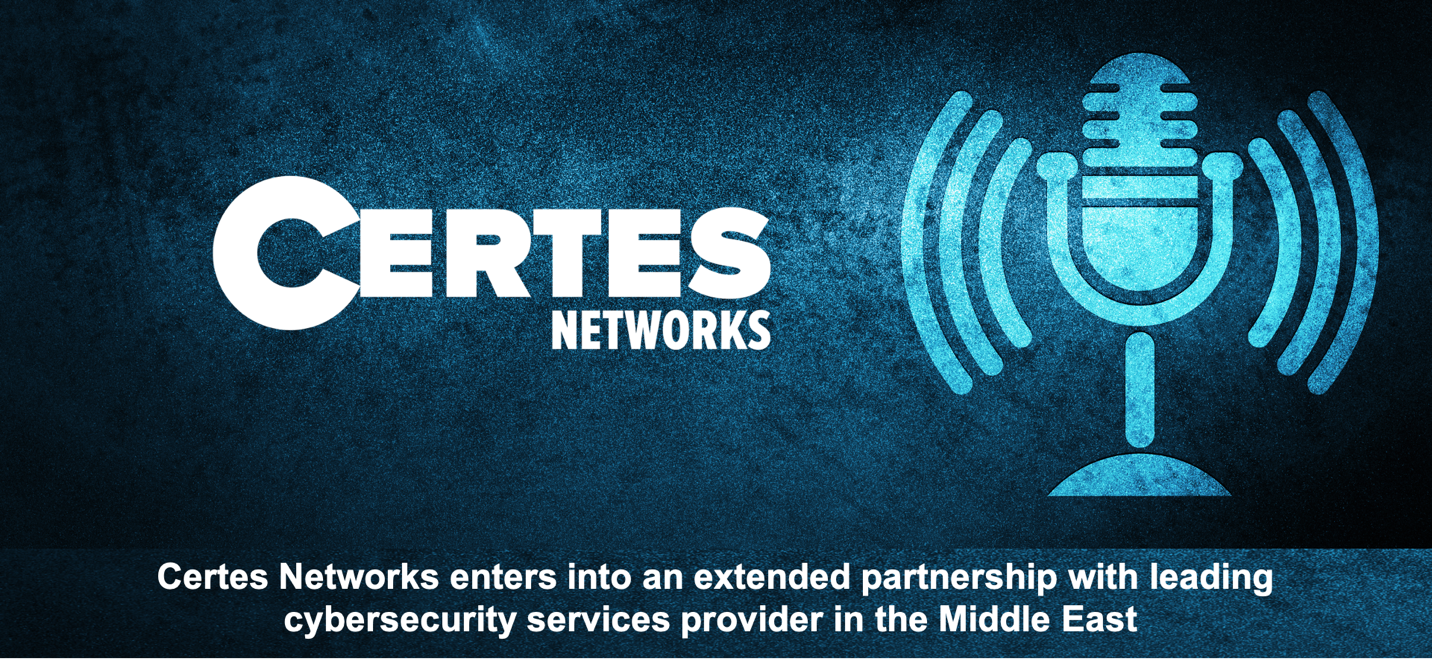 CERTES
NETWORKS
Certes Networks enters into an extended partnership with leading
cybersecurity services provider in the Middle East